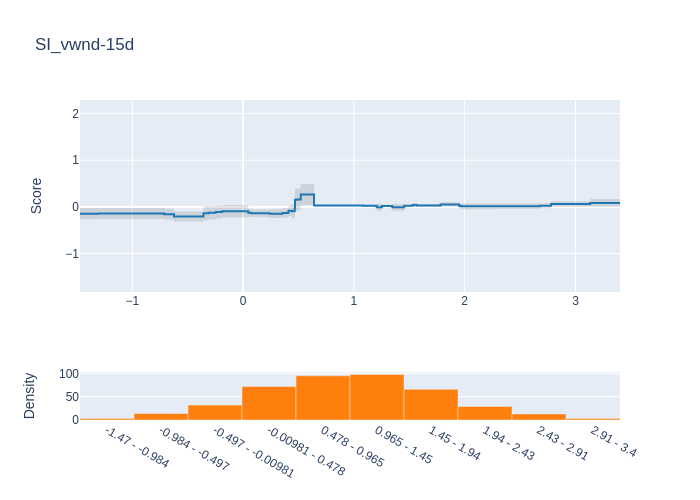 SI_vwnd-15d
Score
2
1
0
−1
−1 0 1 2 3
Density
100
50
0
-1.47 - -0.984
-0.984 - -0.497
-0.497 - -0.00981
-0.00981 - 0.478
0.478 - 0.965
0.965 - 1.45
1.45 - 1.94
1.94 - 2.43
2.43 - 2.91
2.91 - 3.4